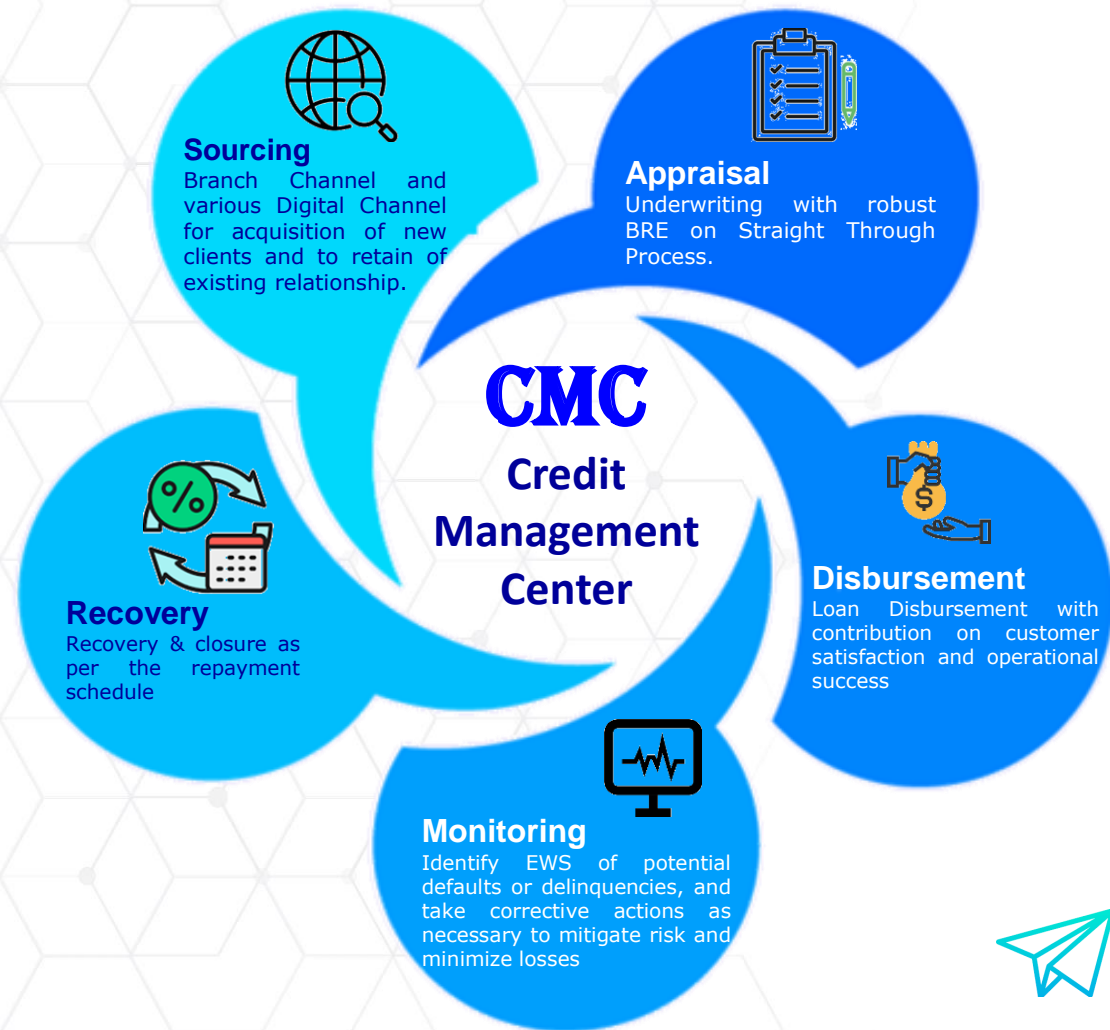 Sourcing
Branch Channel and
various Digital Channel
for acquisition of new
clients and to retain of
existing relationship.
Appraisal
Underwriting with robust
BRE on Straight Through
Process.
CMC
Credit
Management
Center
Disbursement
Loan Disbursement with
contribution on customer
satisfaction and operational
success
Monitoring
Identify EWS of potential
defaults or delinquencies, and
take corrective actions as
necessary to mitigate risk and
minimize losses
Recovery
Recovery & closure as
per the repayment
schedule